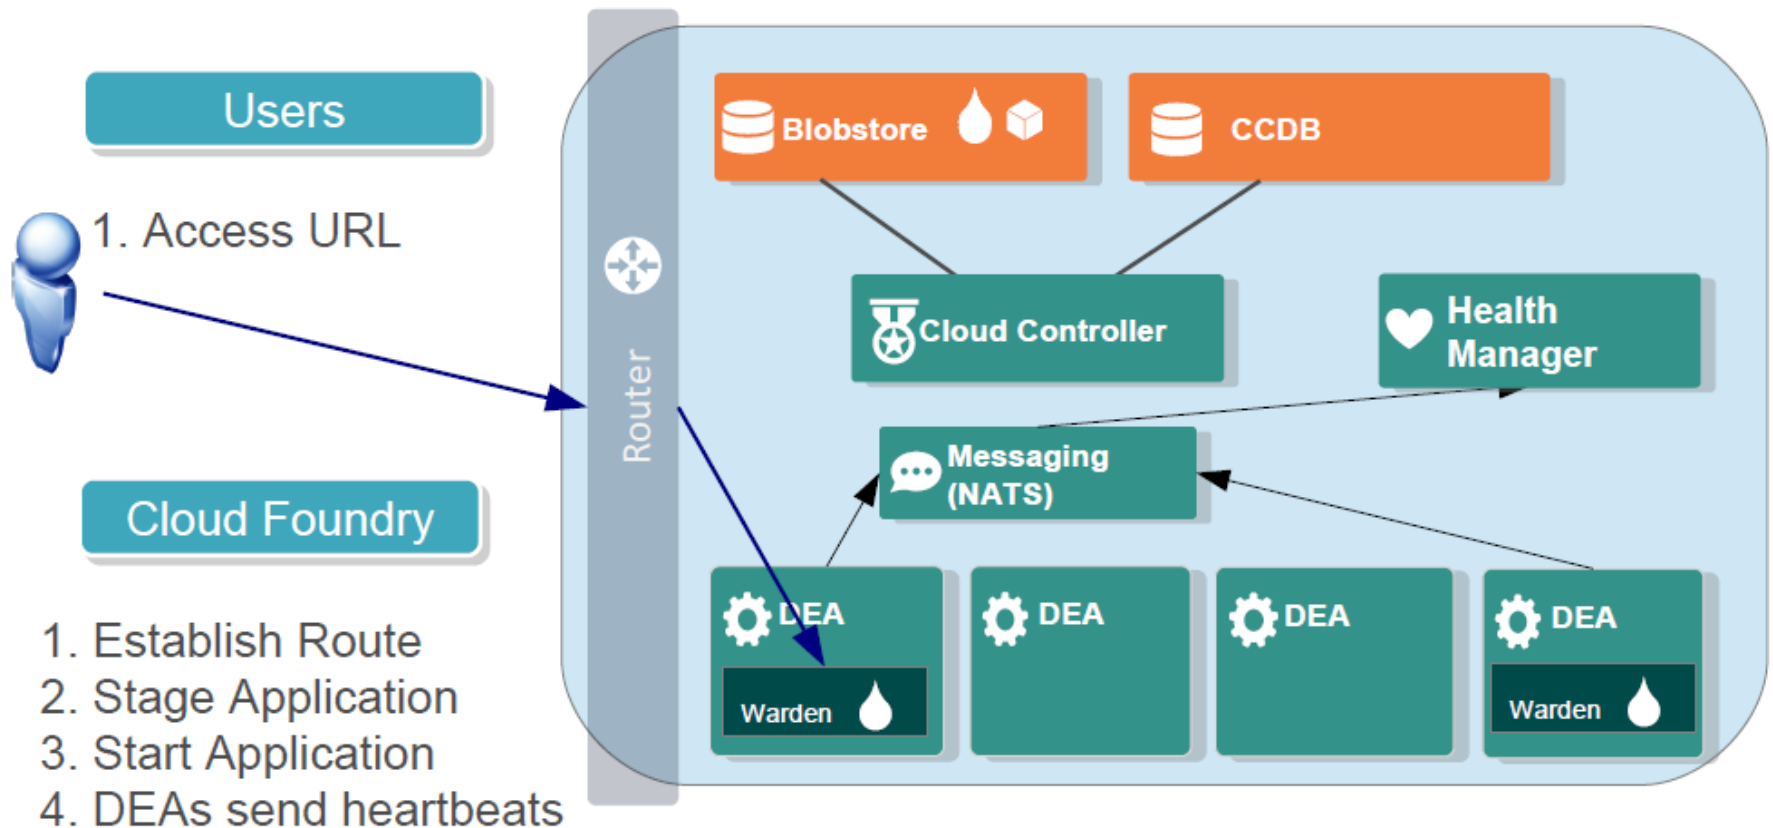 Users
1. Access URL
Cloud Foundry
1. Establish Route
2. Stage Application
3. Start Application
4. DEAs send heartbeats
Router
Blobstore
CCDB
Cloud Controller
Health
Manager
Messaging
(NATS)
DEA
Warden
DEA
DEA
DEA
Warden